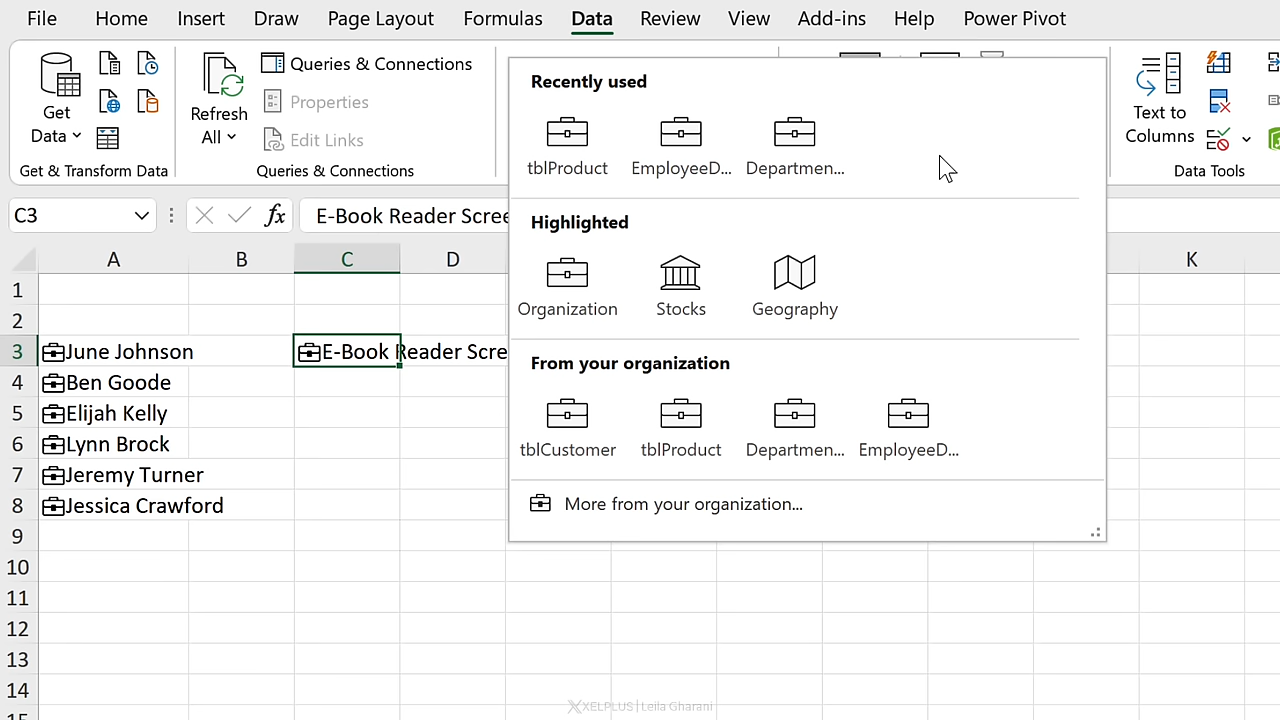 File Home Insert Draw Page Layout Formulas Data Review View Add-ins Help Power Pivot
Queries & Connections
Properties
Edit Links
Get Data
Refresh All
Text to Columns
Get & Transform Data
Queries & Connections
Data Tools
Recently used
tblProduct EmployeeD... Departmen...
Highlighted
Organization Stocks Geography
From your organization
tblCustomer tblProduct Departmen... EmployeeD...
More from your organization...
C3 fx E-Book Reader Scree
A B C D K
1
2
3 June Johnson E-Book Reader Scre
4 Ben Goode
5 Elijah Kelly
6 Lynn Brock
7 Jeremy Turner
8 Jessica Crawford
9
10
11
12
13
14
XELPLUS | Leila Gharani